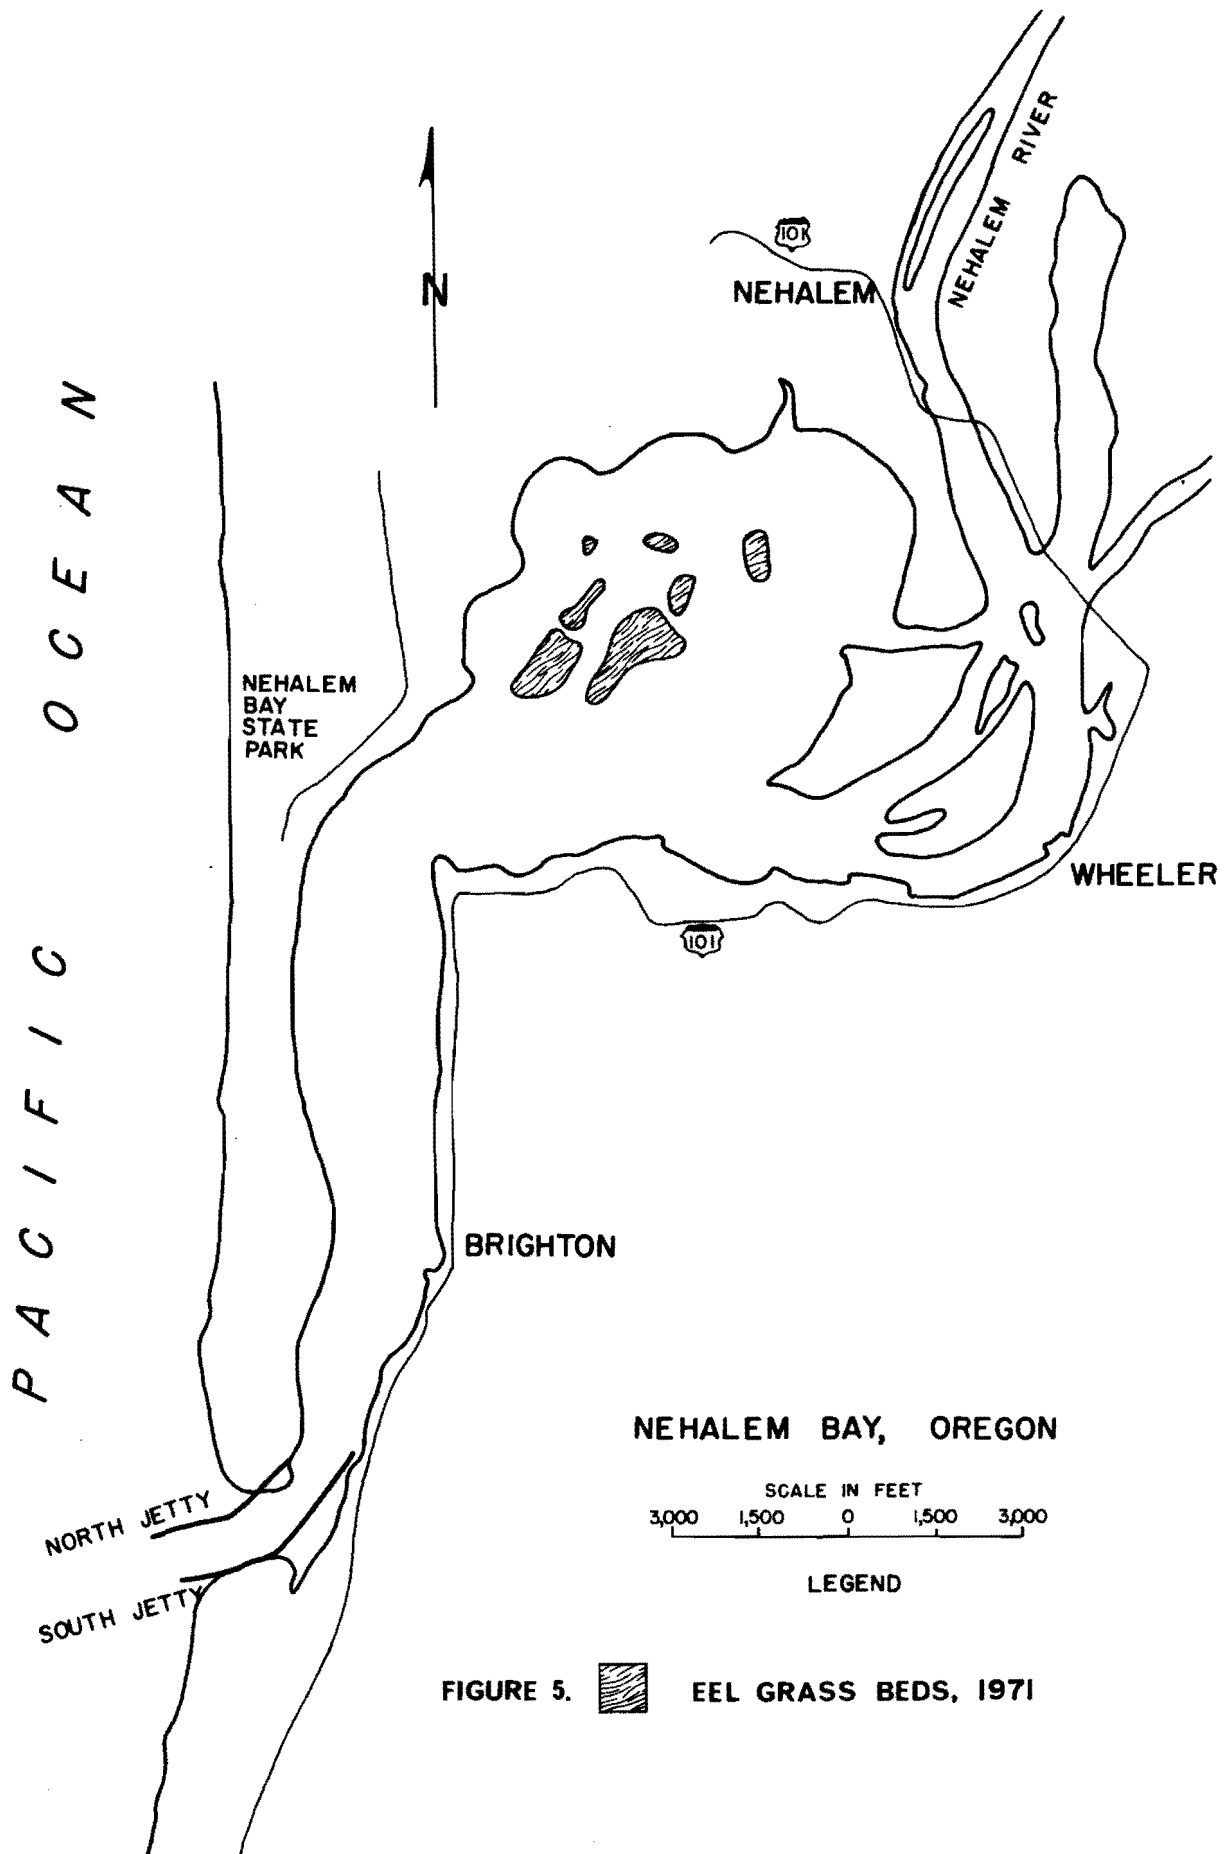 NEHALEM RIVER
101
NEHALEM
N
PACIFIC OCEAN
NEHALEM
BAY
STATE
PARK
WHEELER
101
BRIGHTON
NEHALEM BAY, OREGON
SCALE IN FEET
3,000 1,500 0 1,500 3,000
NORTH JETTY
LEGEND
SOUTH JETTY
FIGURE 5. EEL GRASS BEDS, 1971